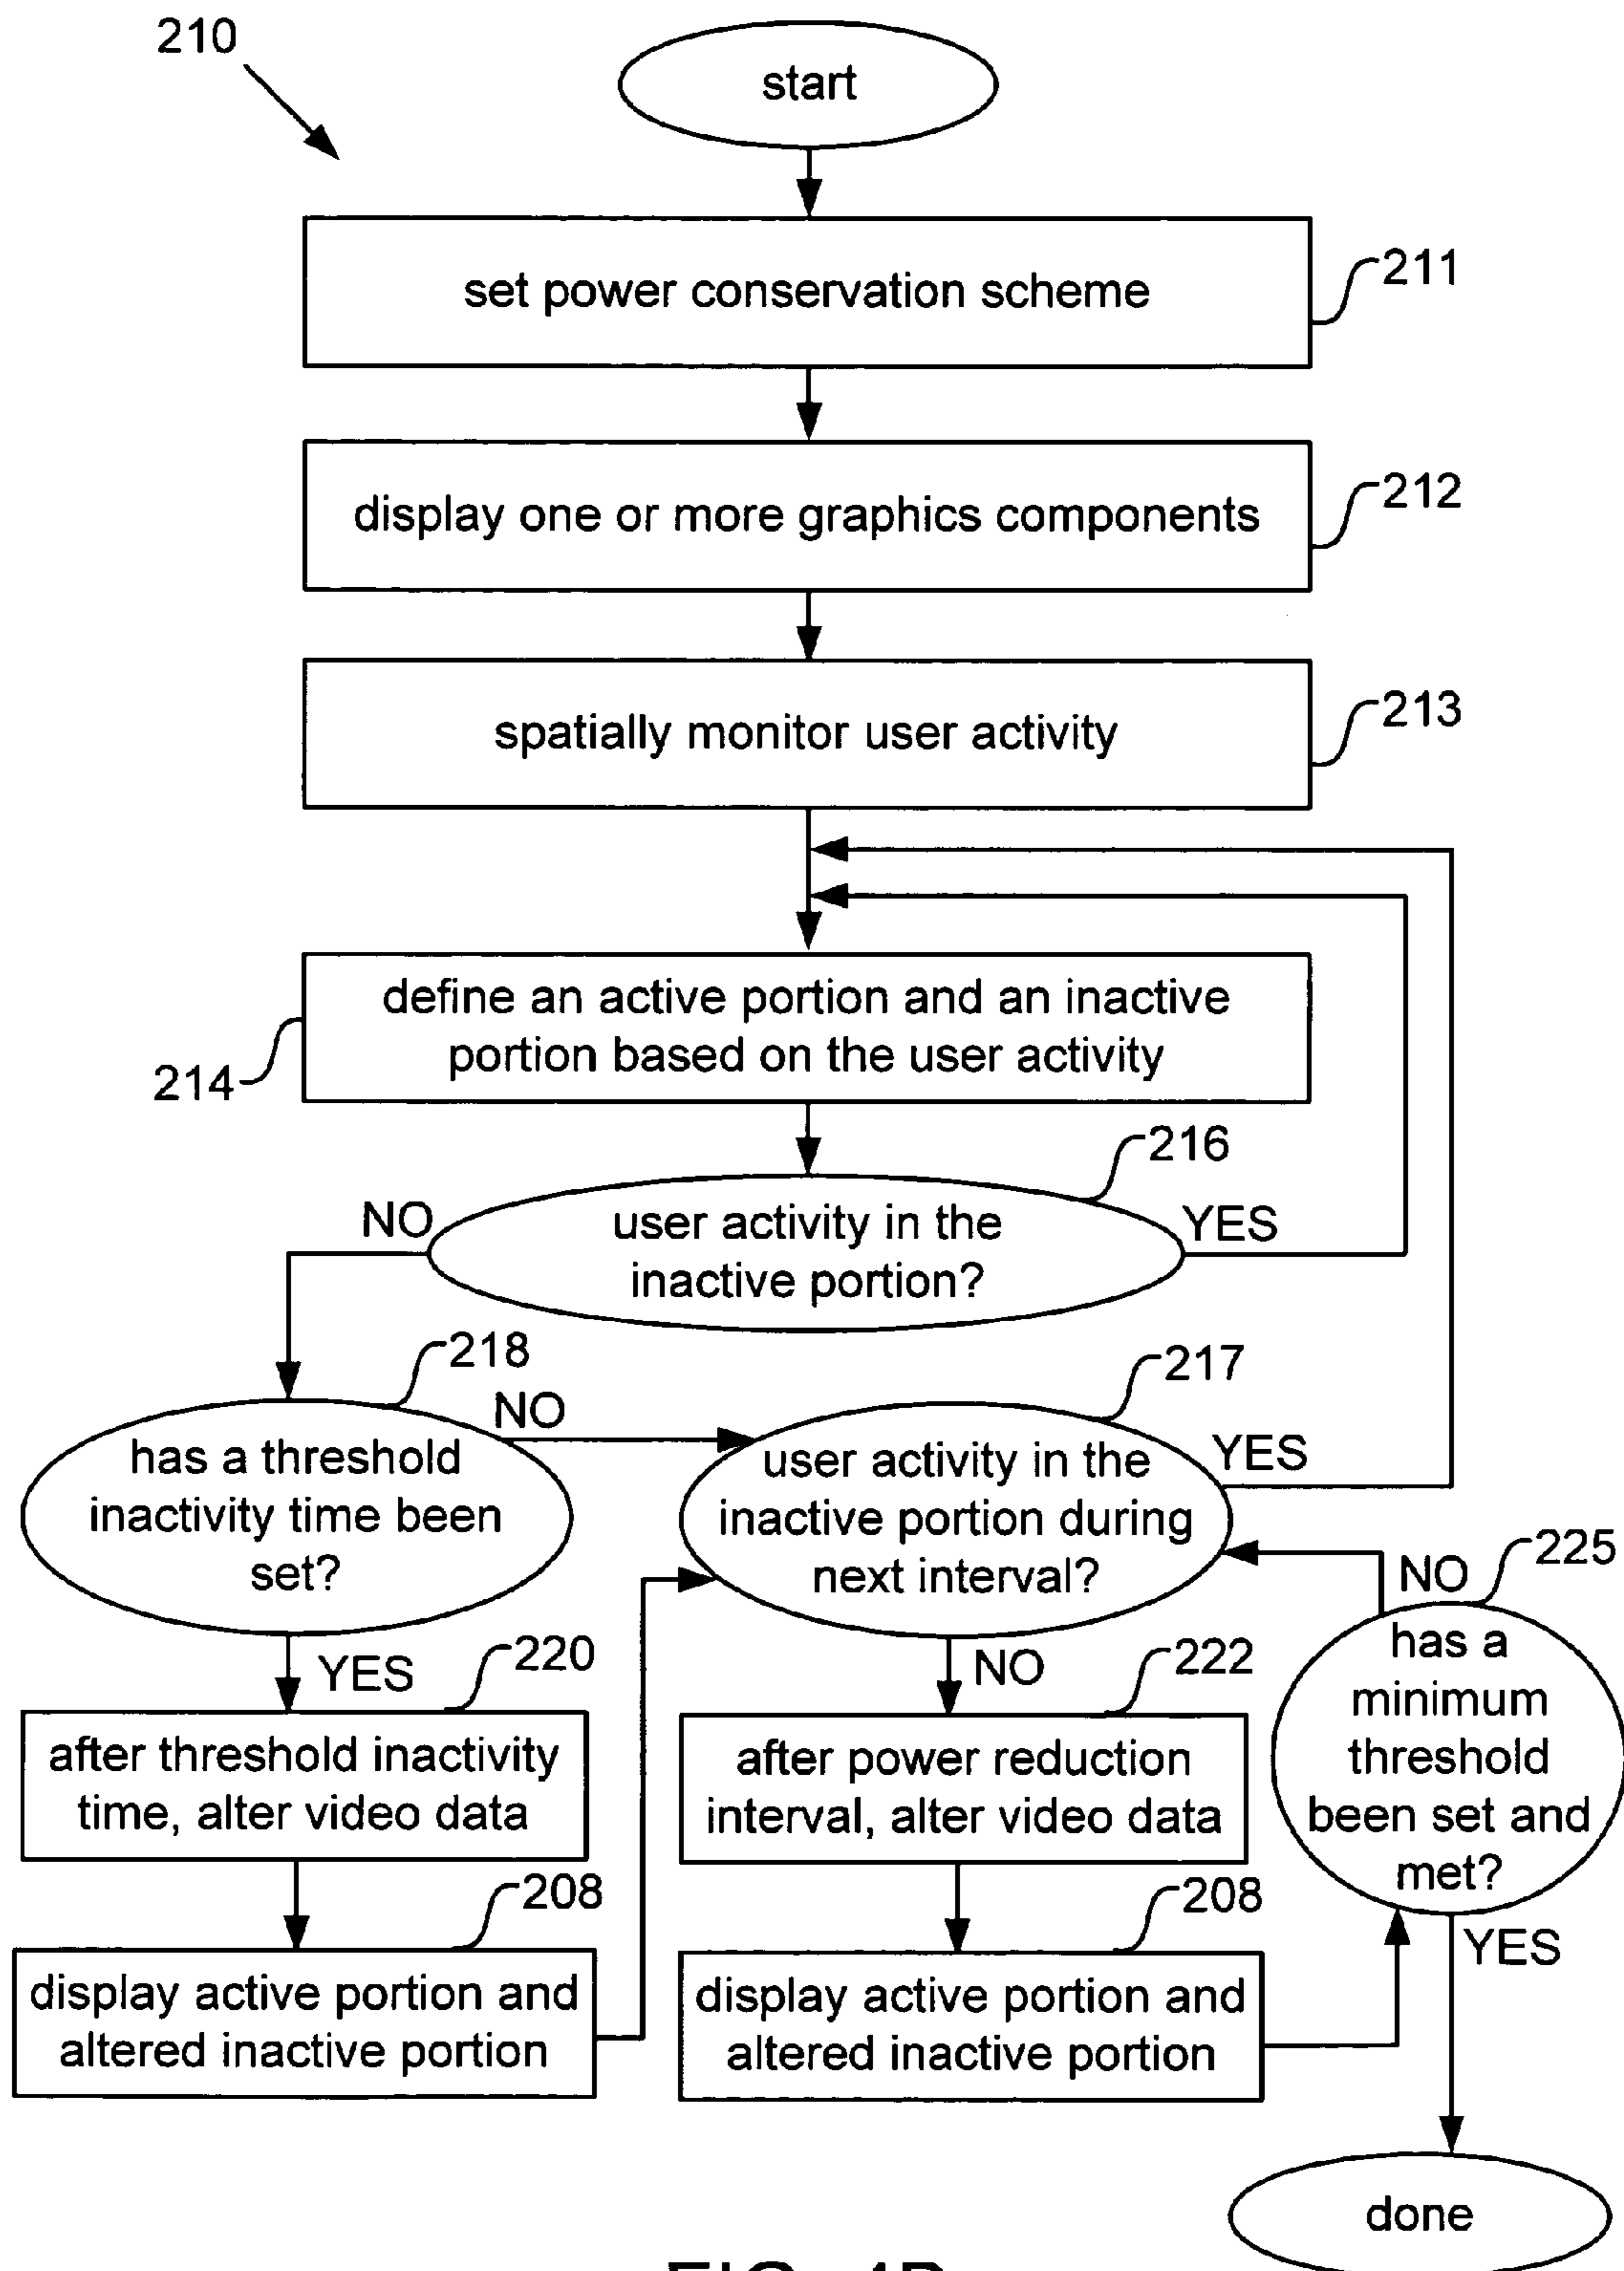 210
start
set power conservation scheme
211
display one or more graphics components
212
spatially monitor user activity
213
define an active portion and an inactive
portion based on the user activity
214
216
NO
user activity in the
inactive portion?
YES
218
has a threshold
inactivity time been
set?
NO
217
user activity in the
inactive portion during
next interval?
YES
225
NO
has a
minimum
threshold
been set and
met?
YES
220
after threshold inactivity
time, alter video data
NO
222
after power reduction
interval, alter video data
208
display active portion and
altered inactive portion
208
display active portion and
altered inactive portion
YES
done